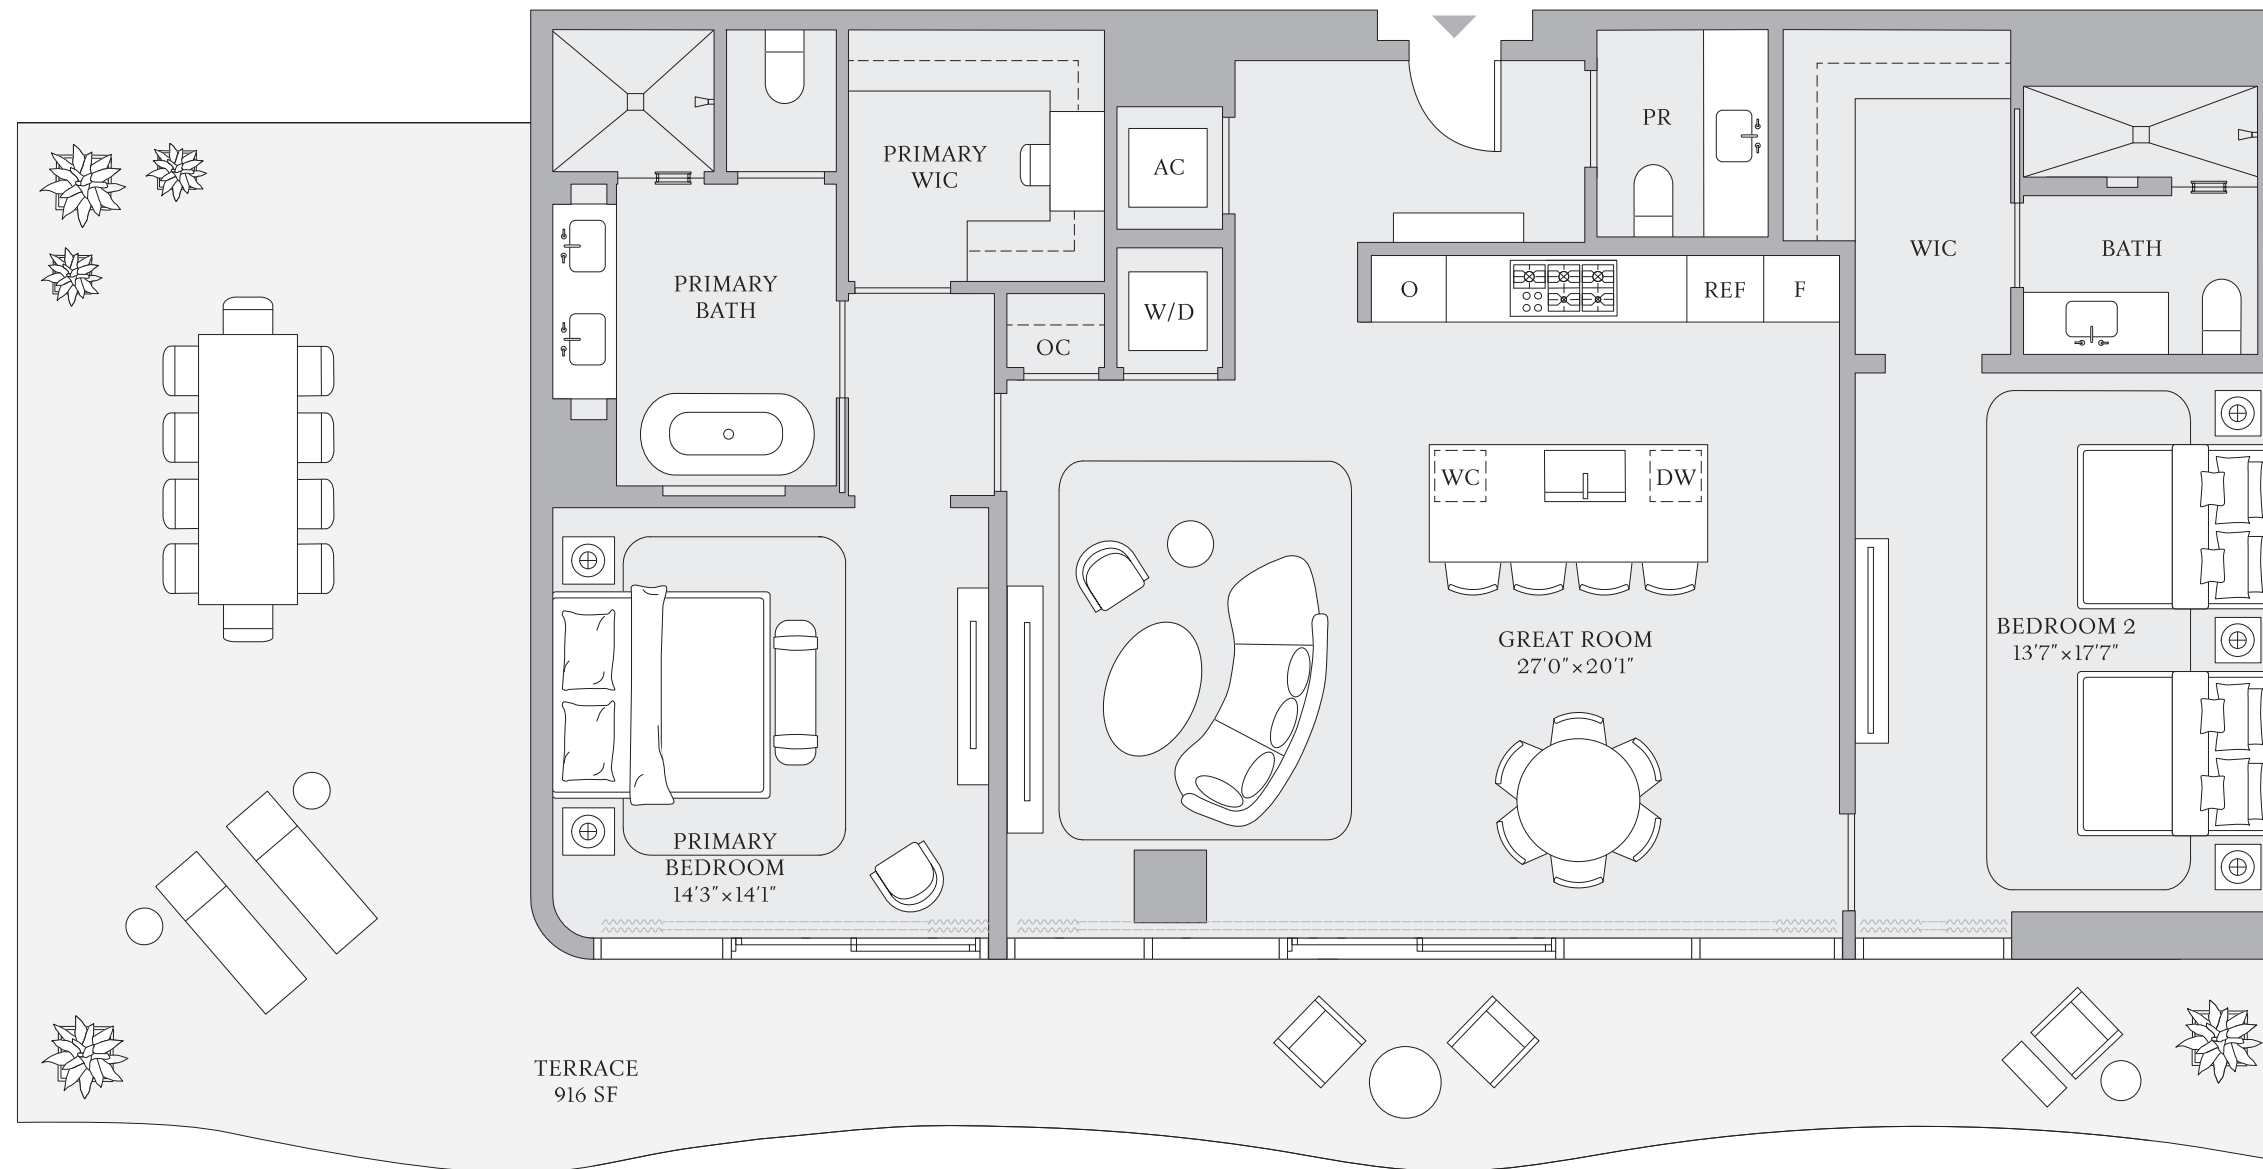 PRIMARY
WIC
AC
PR
PRIMARY
BATH
OC
W/D
O
REF
F
WIC
BATH
WC
DW
GREAT ROOM
27'0"×20'1"
BEDROOM 2
13'7"×17'7"
PRIMARY
BEDROOM
14'3"×14'1"
TERRACE
916 SF